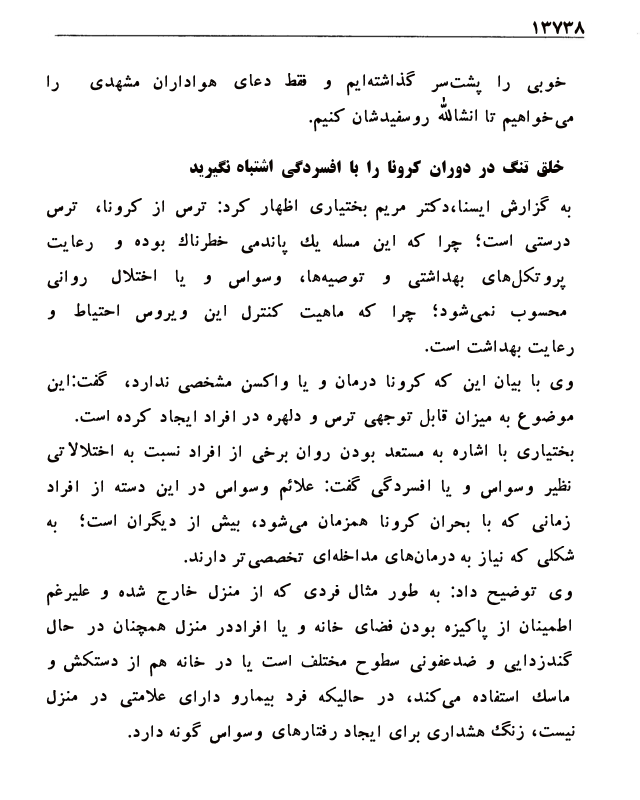 ۱۳۷۳۸
خوبی را پشت‌سر گذاشته‌ایم و فقط دعای هواداران مشهدی را
می‌خواهیم تا انشالله روسفیدشان کنیم.
خلق تنگ در دوران کرونا را با افسردگی اشتباه نگیرید
به گزارش ایسنا،دکتر مریم بختیاری اظهار کرد: ترس از کرونا، ترس
درستی است؛ چرا که این مسله یك پاندمی خطرناك بوده و رعایت
پروتکل‌های بهداشتی و توصیه‌ها، وسواس و یا اختلال روانی
محسوب نمی‌شود؛ چرا که ماهیت کنترل این ویروس احتیاط و
رعایت بهداشت است.
وی با بیان این که کرونا درمان و یا واکسن مشخصی ندارد، گفت:این
موضوع به میزان قابل توجهی ترس و دلهره در افراد ایجاد کرده است.
بختیاری با اشاره به مستعد بودن روان برخی از افراد نسبت به اختلالاتی
نظیر وسواس و یا افسردگی گفت: علائم وسواس در این دسته از افراد
زمانی که با بحران کرونا همزمان می‌شود، بیش از دیگران است؛ به
شکلی که نیاز به درمان‌های مداخله‌ای تخصصی‌تر دارند.
وی توضیح داد: به طور مثال فردی که از منزل خارج شده و علیرغم
اطمینان از پاکیزه بودن فضای خانه و یا افراددر منزل همچنان در حال
گندزدایی و ضدعفونی سطوح مختلف است یا در خانه هم از دستکش و
ماسك استفاده می‌کند، در حالیکه فرد بیمارو دارای علامتی در منزل
نیست، زنگ هشداری برای ایجاد رفتارهای وسواس گونه دارد.